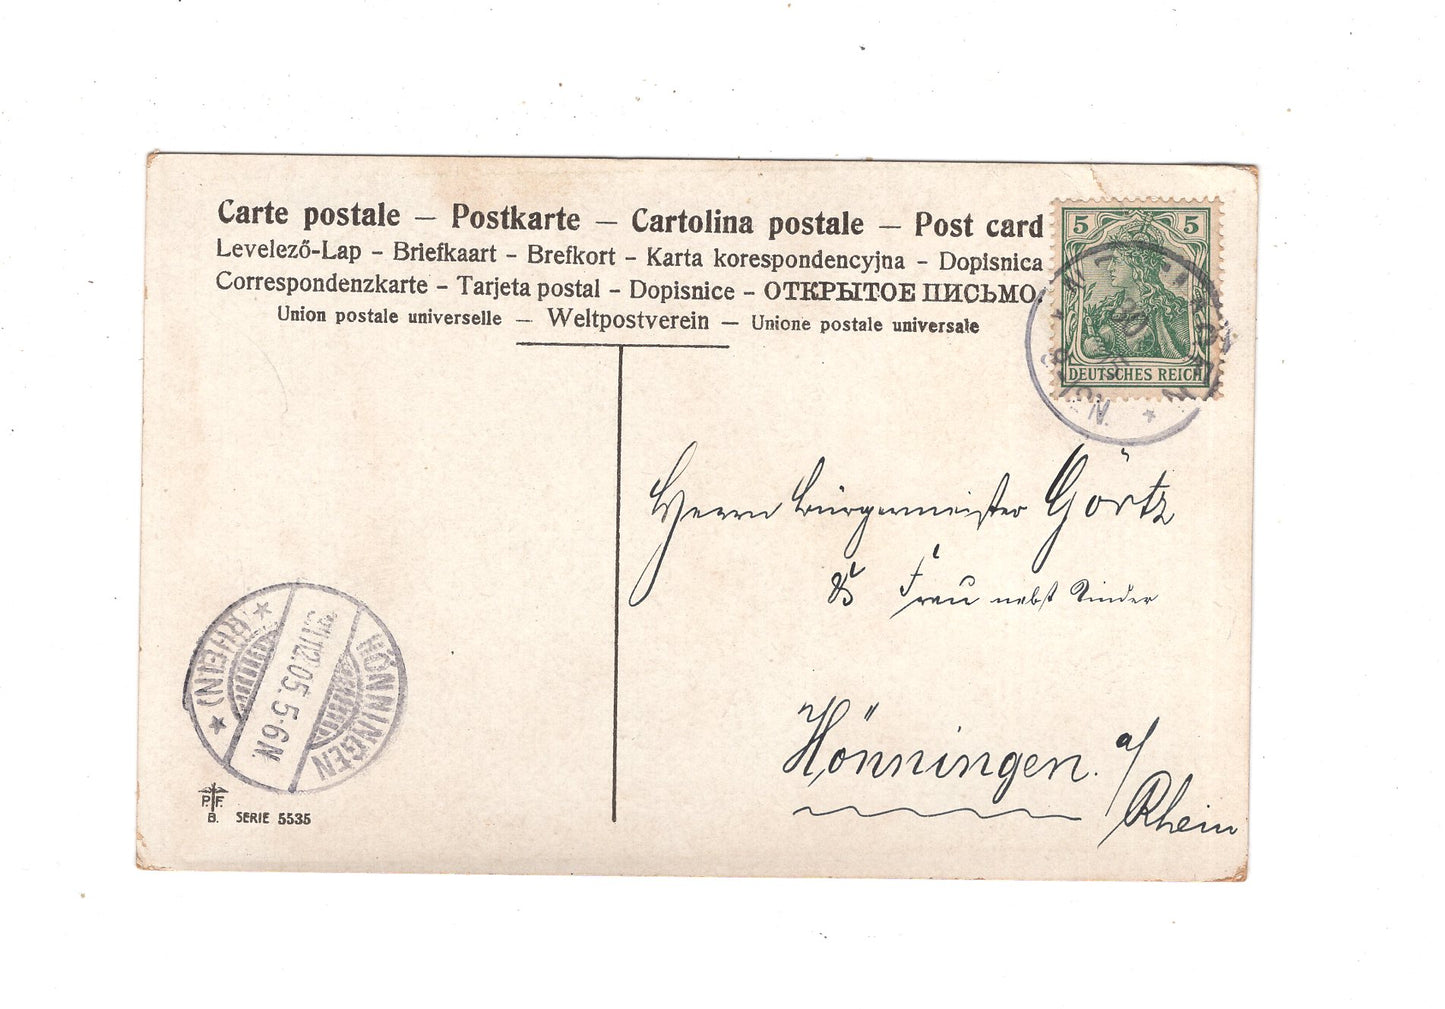 Carte postale — Postkarte — Cartolina postale — Post card
Levelező-Lap - Briefkaart - Brefkort - Karta korespondencyjna - Dopisnica
Correspondenzkarte - Tarjeta postal - Dopisnice - ОТКРЫТОЕ ПИСЬМО.
Union postale universelle — Weltpostverein — Unione postale universale
5 5
DEUTSCHES REICH
Herrn Bürgermeister Görtz
Frau nebst Kinder
Hönningen. a/
Rhein
HÖNNINGEN
31.12.05.5-6N.
★ (RHEIN) ★
P. F.
B. SERIE 5535